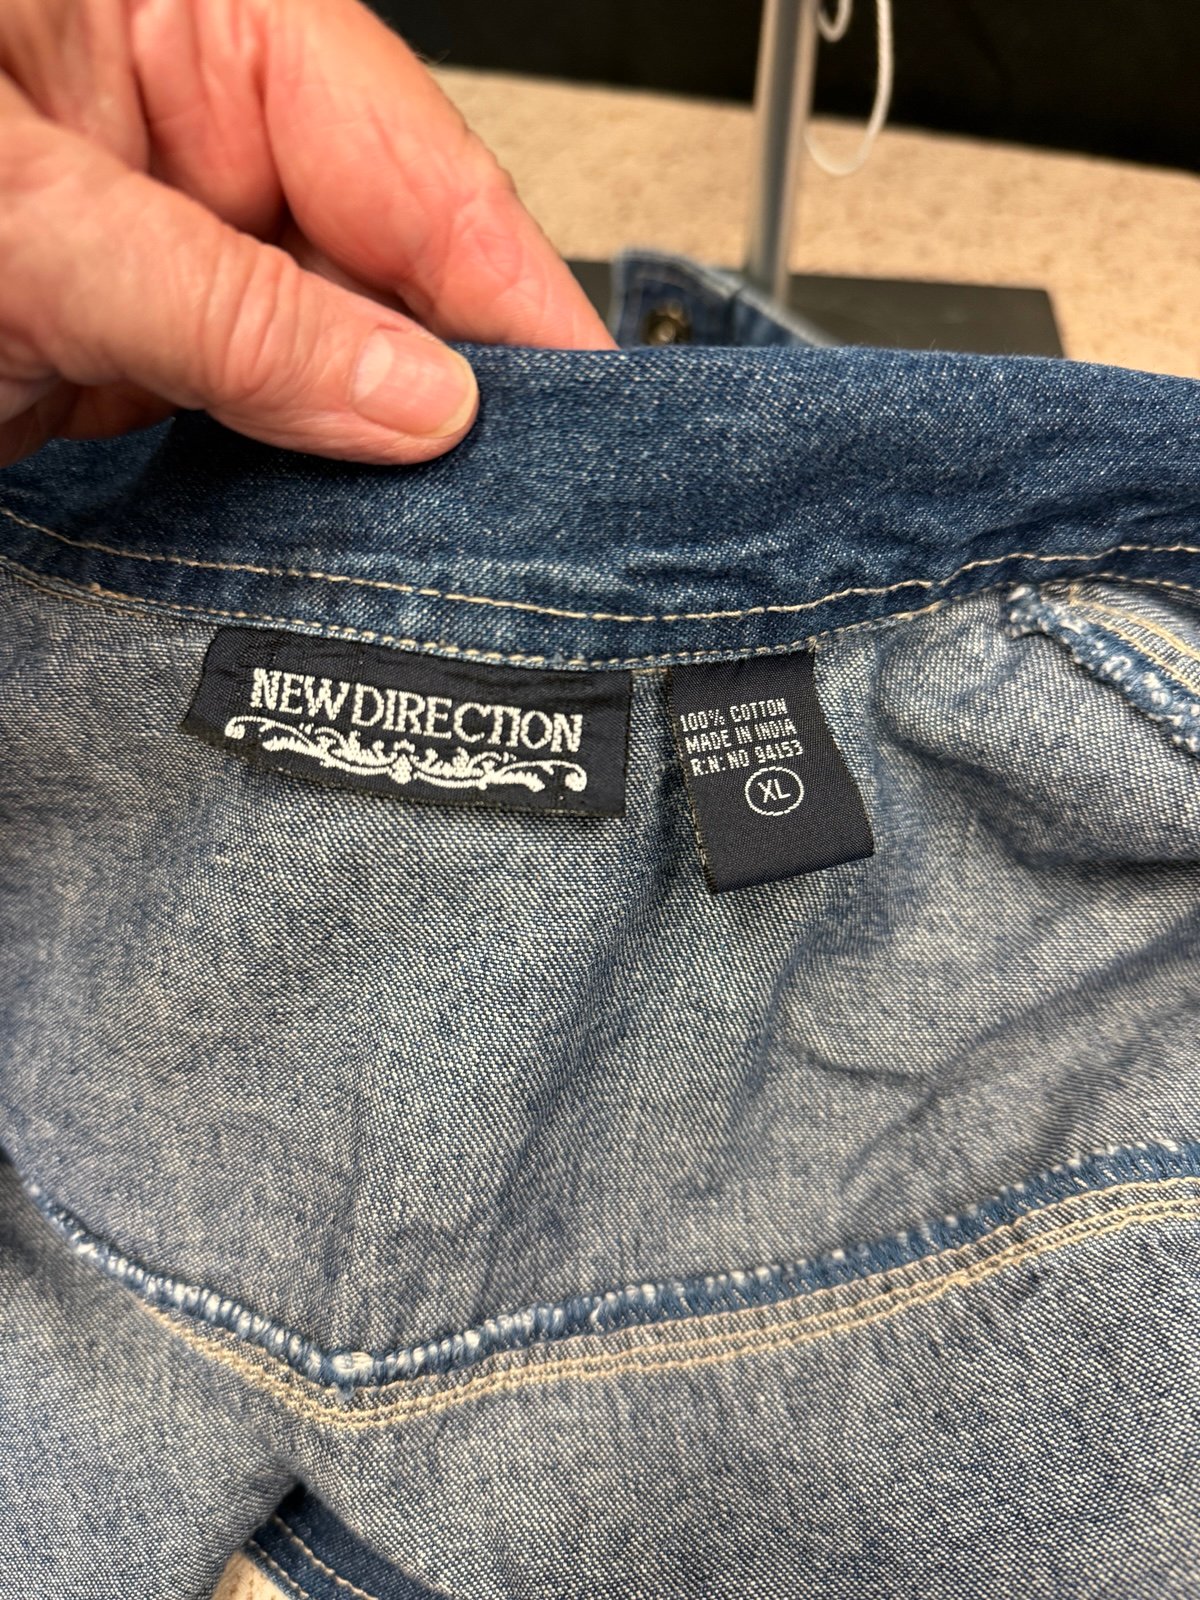 NEW DIRECTION
100% COTTON
MADE IN INDIA
R.N.NO 94153
XL